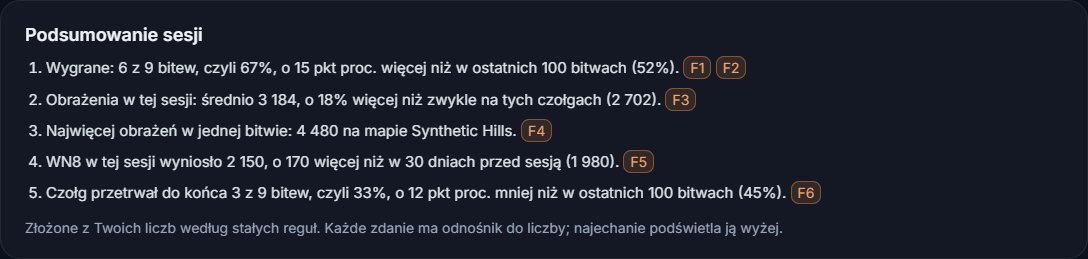 Podsumowanie sesji
1. Wygrane: 6 z 9 bitew, czyli 67%, o 15 pkt proc. więcej niż w ostatnich 100 bitwach (52%). F1 F2
2. Obrażenia w tej sesji: średnio 3 184, o 18% więcej niż zwykle na tych czołgach (2 702). F3
3. Najwięcej obrażeń w jednej bitwie: 4 480 na mapie Synthetic Hills. F4
4. WN8 w tej sesji wyniosło 2 150, o 170 więcej niż w 30 dniach przed sesją (1 980). F5
5. Czołg przetrwał do końca 3 z 9 bitew, czyli 33%, o 12 pkt proc. mniej niż w ostatnich 100 bitwach (45%). F6
Złożone z Twoich liczb według stałych reguł. Każde zdanie ma odnośnik do liczby; najechanie podświetla ją wyżej.